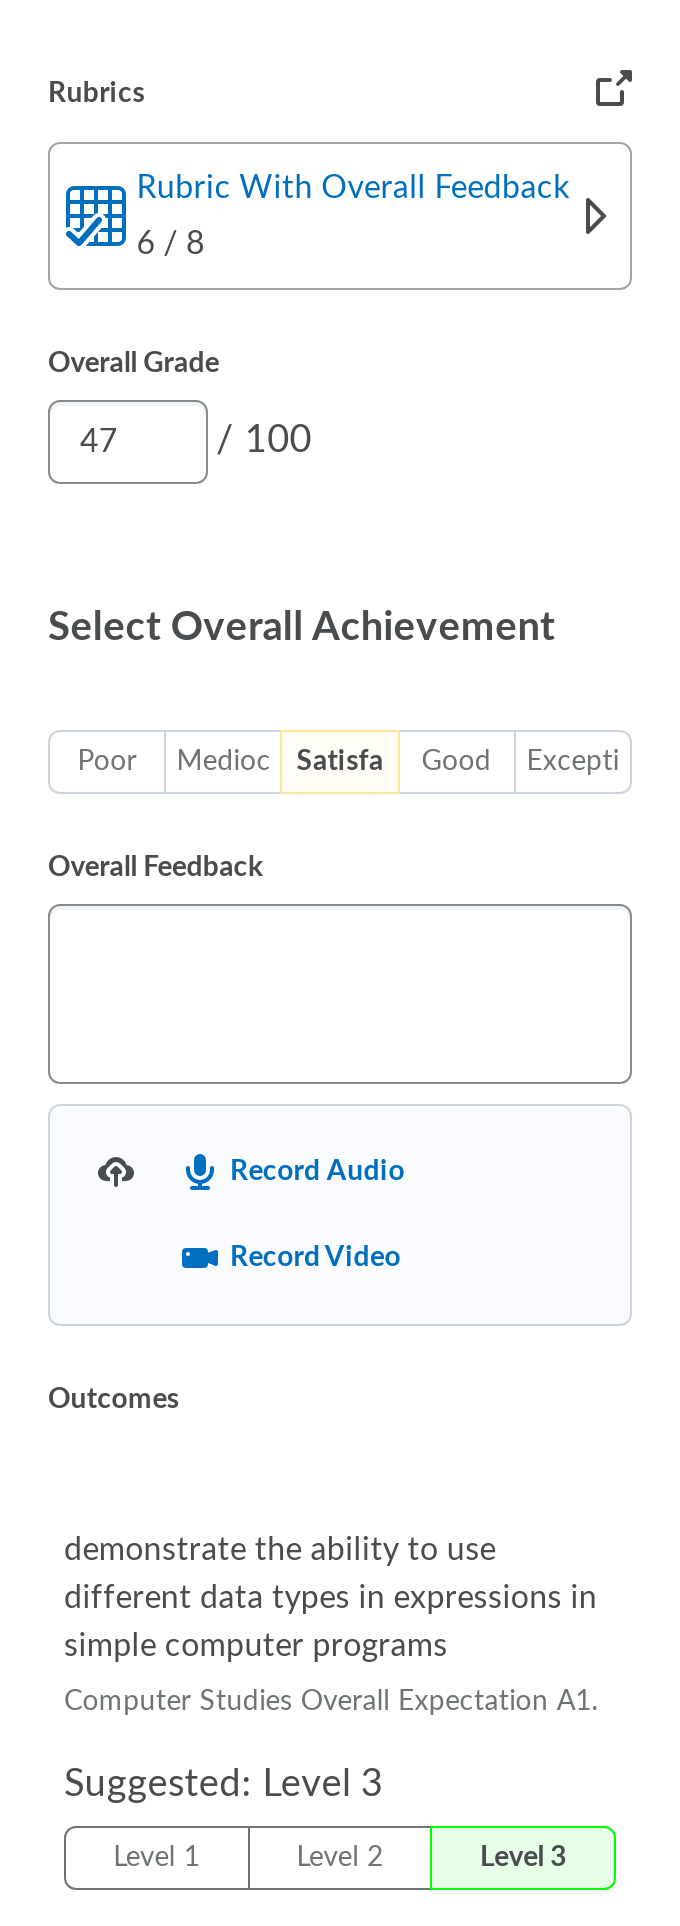 Rubrics
Rubric With Overall Feedback
6 / 8
Overall Grade
47 / 100
Select Overall Achievement
Poor Medioc Satisfa Good Excepti
Overall Feedback
Record Audio
Record Video
Outcomes
demonstrate the ability to use
different data types in expressions in
simple computer programs
Computer Studies Overall Expectation A1.
Suggested: Level 3
Level 1 Level 2 Level 3